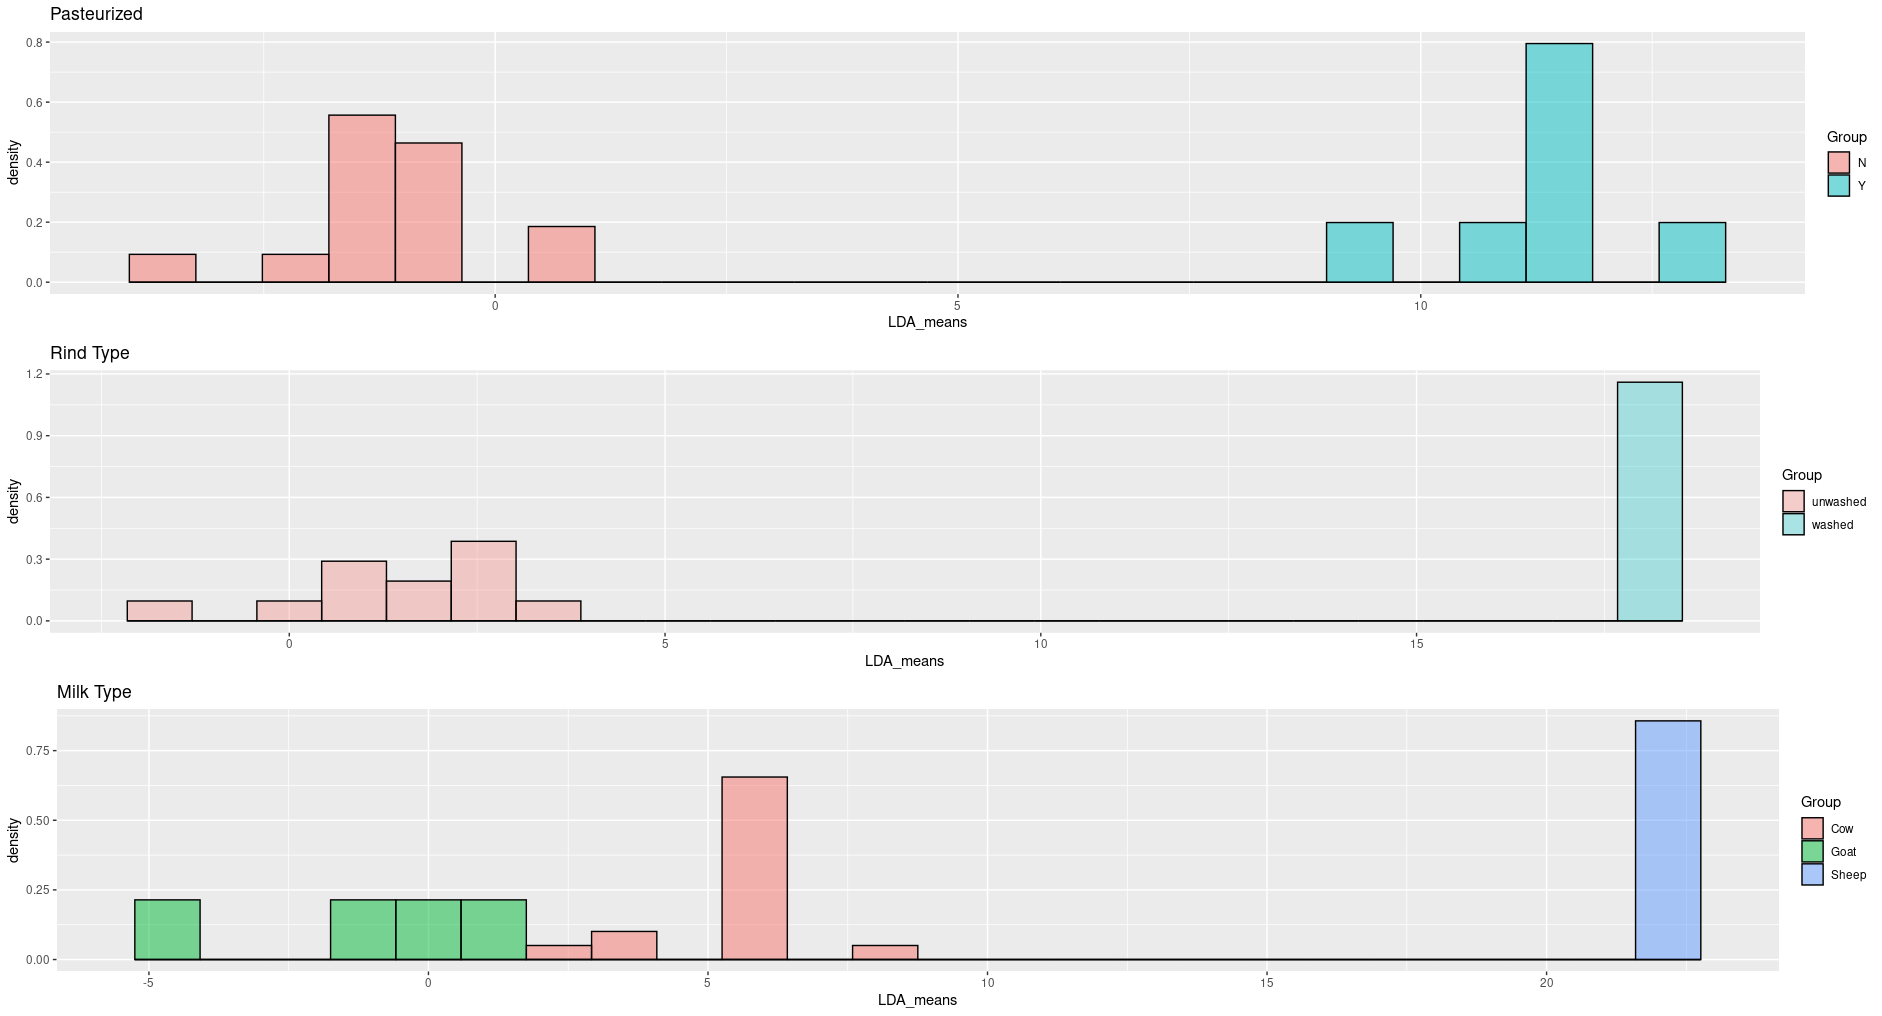 Pasteurized
0.8
0.6
0.4
0.2
0.0
density
0 5 10
LDA_means
Group
N
Y
Rind Type
1.2
0.9
0.6
0.3
0.0
density
0 5 10 15
LDA_means
Group
unwashed
washed
Milk Type
0.75
0.50
0.25
0.00
density
-5 0 5 10 15 20
LDA_means
Group
Cow
Goat
Sheep